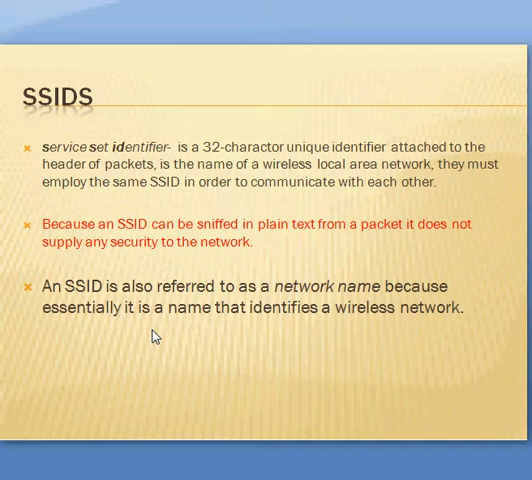 SSIDS
service set identifier- is a 32-charactor unique identifier attached to the
header of packets, is the name of a wireless local area network, they must
employ the same SSID in order to communicate with each other.
Because an SSID can be sniffed in plain text from a packet it does not
supply any security to the network.
An SSID is also referred to as a network name because
essentially it is a name that identifies a wireless network.